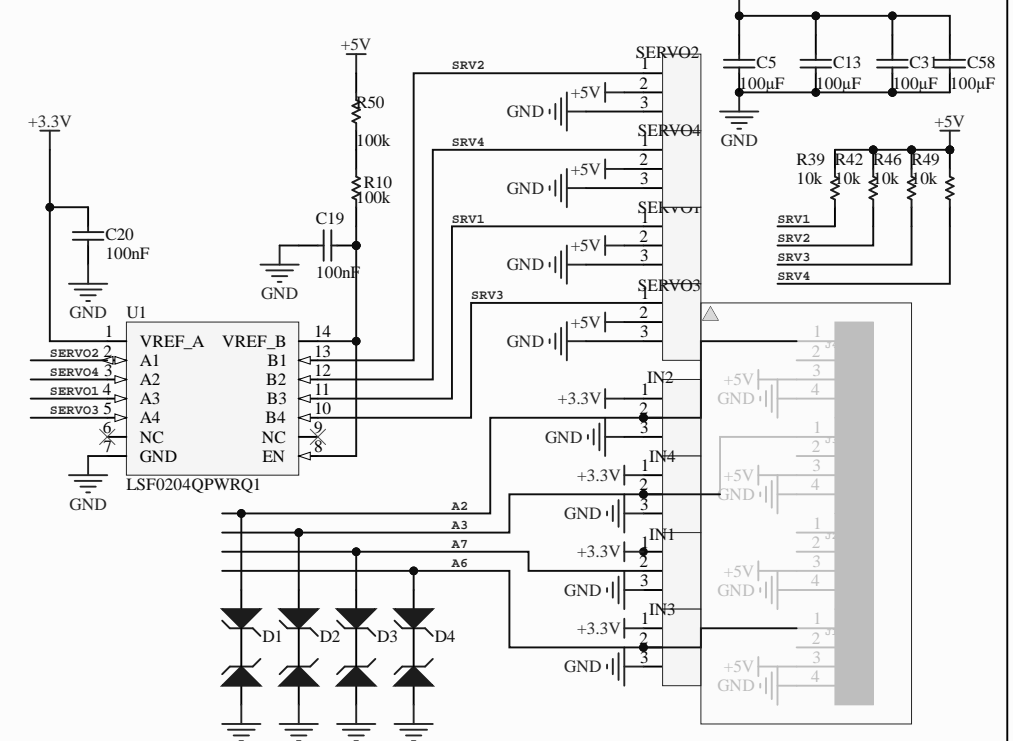 SERVO2
SRV2
1
+5V
2
GND
3
C5
100µF
C13
100µF
C31
100µF
C58
100µF
GND
+5V
R50
100k
R10
100k
C19
100nF
GND
+3.3V
C20
100nF
GND
SERVO4
SRV4
1
+5V
2
GND
3
SERVO1
SRV1
1
+5V
2
GND
3
SERVO3
SRV3
1
+5V
2
GND
3
+5V
R39
10k
R42
10k
R46
10k
R49
10k
SRV1
SRV2
SRV3
SRV4
U1
1 VREF_A VREF_B 14
SERVO2 2 A1 B1 13
SERVO4 3 A2 B2 12
SERVO1 4 A3 B3 11
SERVO3 5 A4 B4 10
6 NC NC 9
7 GND EN 8
LSF0204QPWRQ1
GND
IN2
+3.3V 1
2
GND 3
IN4
+3.3V 1
2
GND 3
IN1
+3.3V 1
2
GND 3
IN3
+3.3V 1
2
GND 3
A2
A3
A7
A6
D1
D2
D3
D4
1
2
+5V 3
GND 4
1
2
+5V 3
GND 4
1
2
+5V 3
GND 4
1
2
+5V 3
GND 4